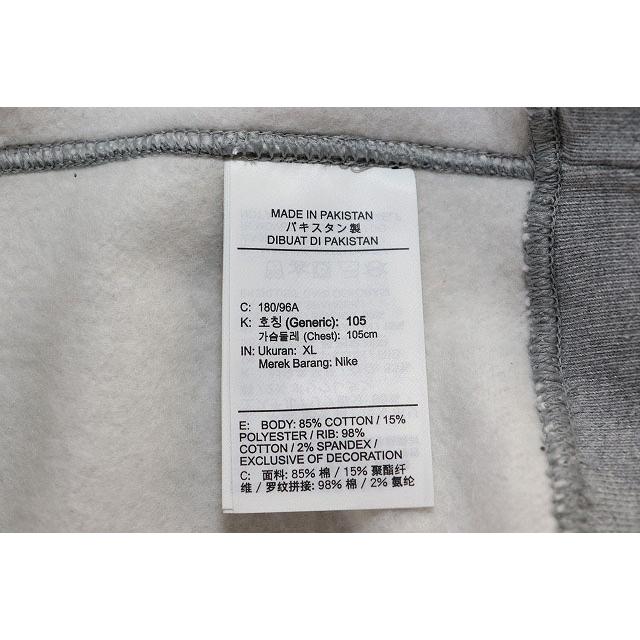 MADE IN PAKISTAN
パキスタン製
DIBUAT DI PAKISTAN
C: 180/96A
K: 호칭 (Generic): 105
가슴둘레 (Chest): 105cm
IN: Ukuran: XL
Merek Barang: Nike
E: BODY: 85% COTTON / 15%
POLYESTER / RIB: 98%
COTTON / 2% SPANDEX /
EXCLUSIVE OF DECORATION
C: 面料: 85% 棉 / 15% 聚酯纤
维 / 罗纹拼接: 98% 棉 / 2% 氨纶